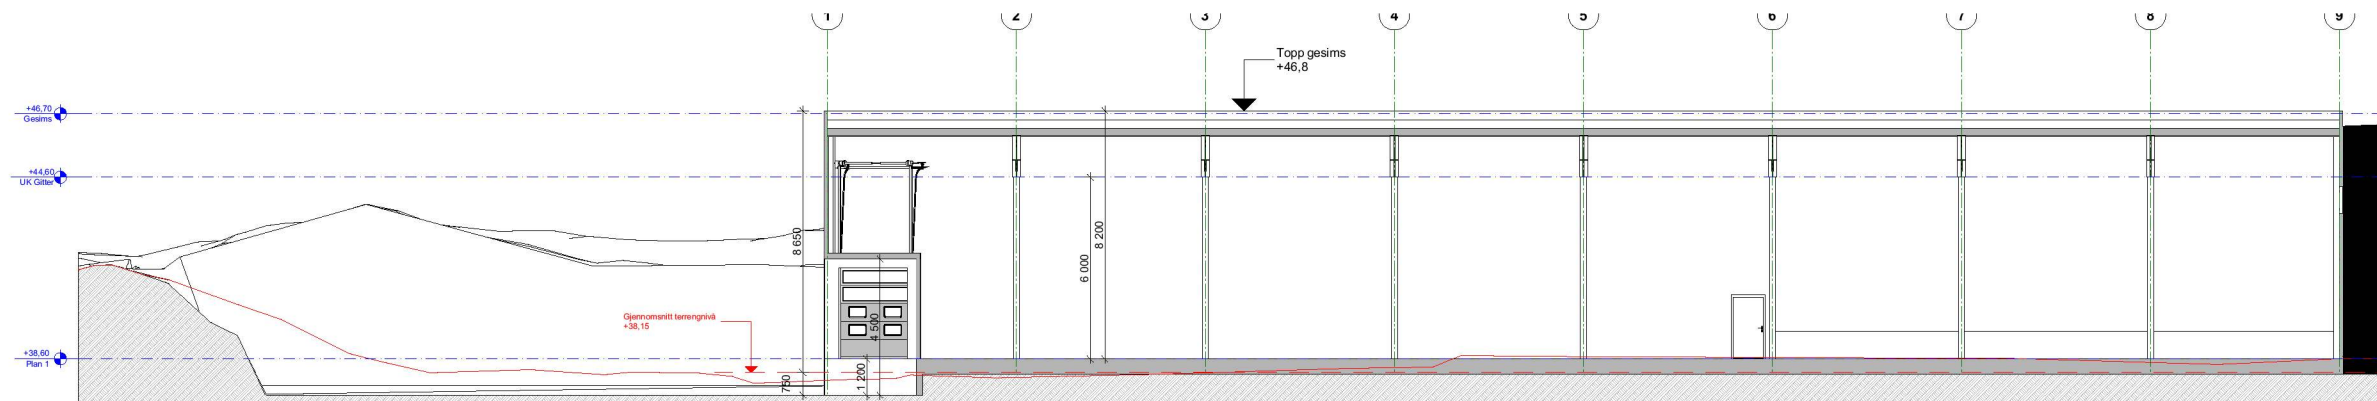 1 2 3 4 5 6 7 8 9
Topp gesims
+46,8
+46,70
Gesims
+44,60
UK Gitter
8 650
8 200
6 000
Gjennomsnitt terrengnivå
+38,15
4 500
+38,60
Plan 1
750
1 200